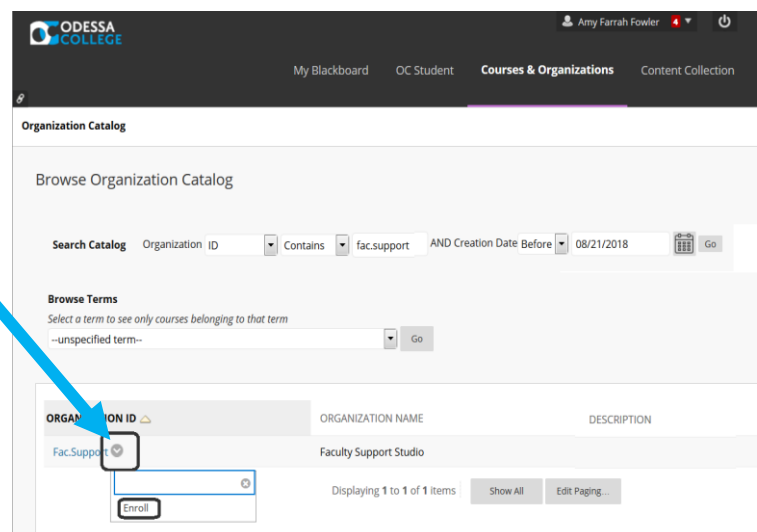 ODESSA
COLLEGE
Amy Farrah Fowler 4
My Blackboard OC Student Courses & Organizations Content Collection
Organization Catalog
Browse Organization Catalog
Search Catalog Organization ID Contains fac.support AND Creation Date Before 08/21/2018 Go
Browse Terms
Select a term to see only courses belonging to that term
--unspecified term-- Go
ORGANIZATION ID ORGANIZATION NAME DESCRIPTION
Fac.Support Faculty Support Studio
Displaying 1 to 1 of 1 items Show All Edit Paging...
Enroll